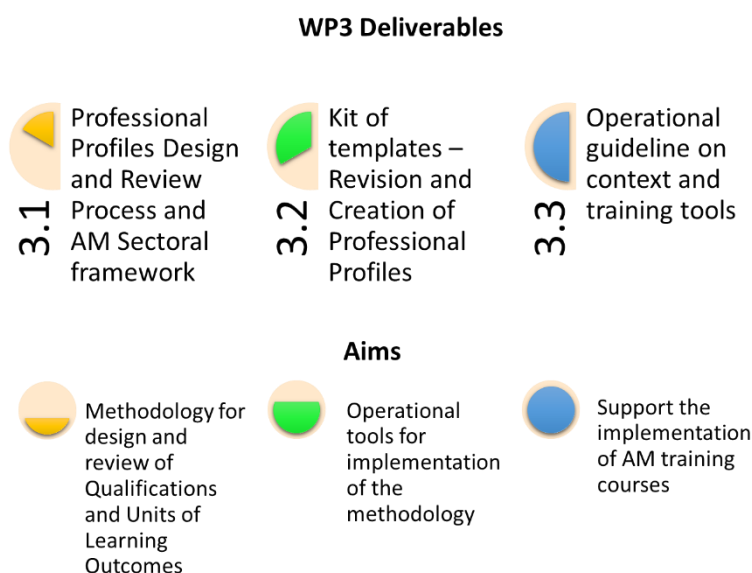 WP3 Deliverables
3.1
Professional
Profiles Design
and Review
Process and
AM Sectoral
framework
3.2
Kit of
templates –
Revision and
Creation of
Professional
Profiles
3.3
Operational
guideline on
context and
training tools
Aims
Methodology for
design and
review of
Qualifications
and Units of
Learning
Outcomes
Operational
tools for
implementation
of the
methodology
Support the
implementation
of AM training
courses